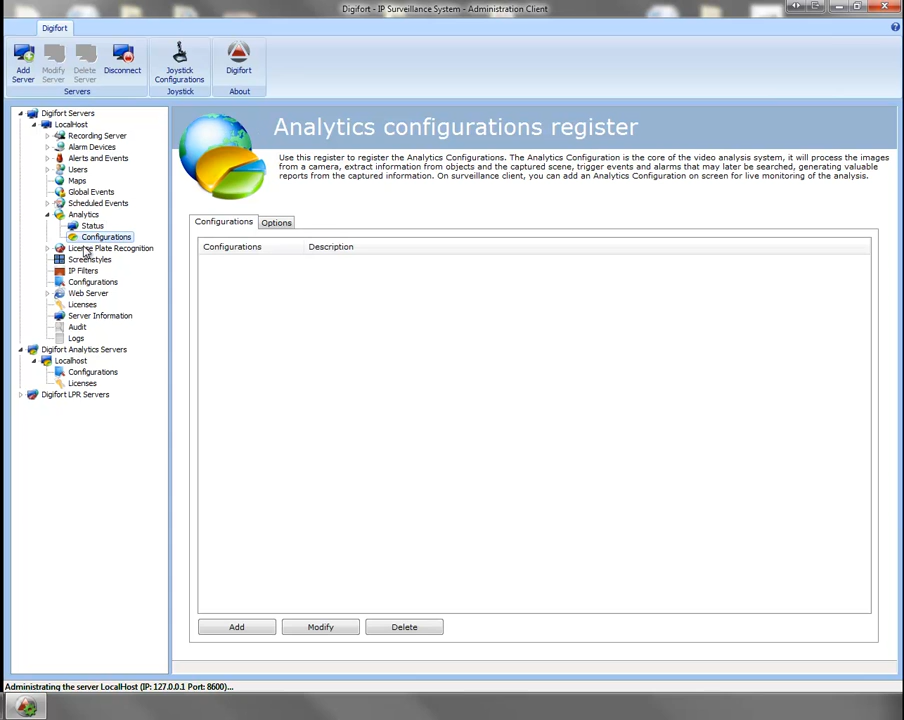 Digifort - IP Surveillance System - Administration Client
Digifort
Add Server
Modify Server
Delete Server
Disconnect
Joystick Configurations
Digifort
Servers
Joystick
About
Digifort Servers
LocalHost
Recording Server
Alarm Devices
Alerts and Events
Users
Maps
Global Events
Scheduled Events
Analytics
Status
Configurations
License Plate Recognition
Screenstyles
IP Filters
Configurations
Web Server
Licenses
Server Information
Audit
Logs
Digifort Analytics Servers
Localhost
Configurations
Licenses
Digifort LPR Servers
Analytics configurations register
Use this register to register the Analytics Configurations. The Analytics Configuration is the core of the video analysis system, it will process the images
from a camera, extract information from objects and the captured scene, trigger events and alarms that may later be searched, generating valuable
reports from the captured information. On surveillance client, you can add an Analytics Configuration on screen for live monitoring of the analysis.
Configurations Options
Configurations Description
Add Modify Delete
Administrating the server LocalHost (IP: 127.0.0.1 Port: 8600)...